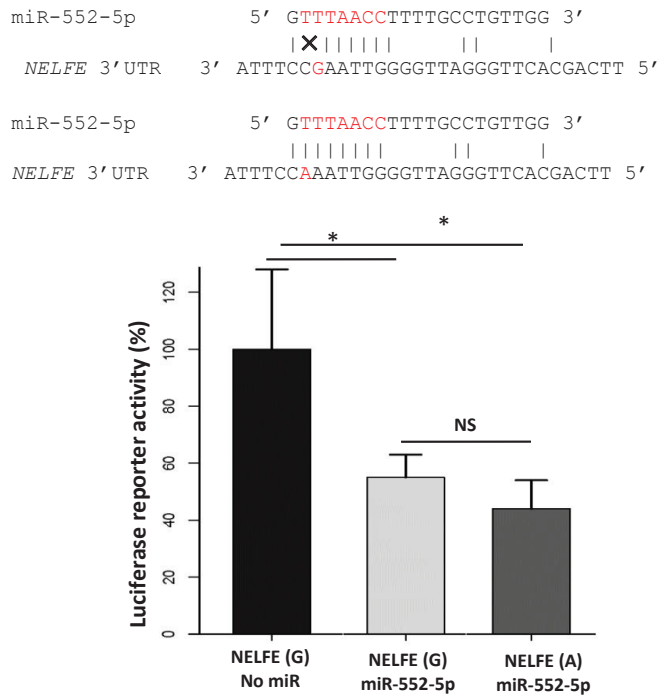 miR-552-5p 5′ GTTTAACCTTTTGCCTGTTGG 3′
| × | | | | | | | | |
NELFE 3′UTR 3′ ATTTCCGAATTGGGGTTAGGGTTCACGACTT 5′
miR-552-5p 5′ GTTTAACCTTTTGCCTGTTGG 3′
| | | | | | | | | | |
NELFE 3′UTR 3′ ATTTCCAAATTGGGGTTAGGGTTCACGACTT 5′
*
*
NS
Luciferase reporter activity (%)
120
100
80
60
40
20
0
NELFE (G)
No miR
NELFE (G)
miR-552-5p
NELFE (A)
miR-552-5p